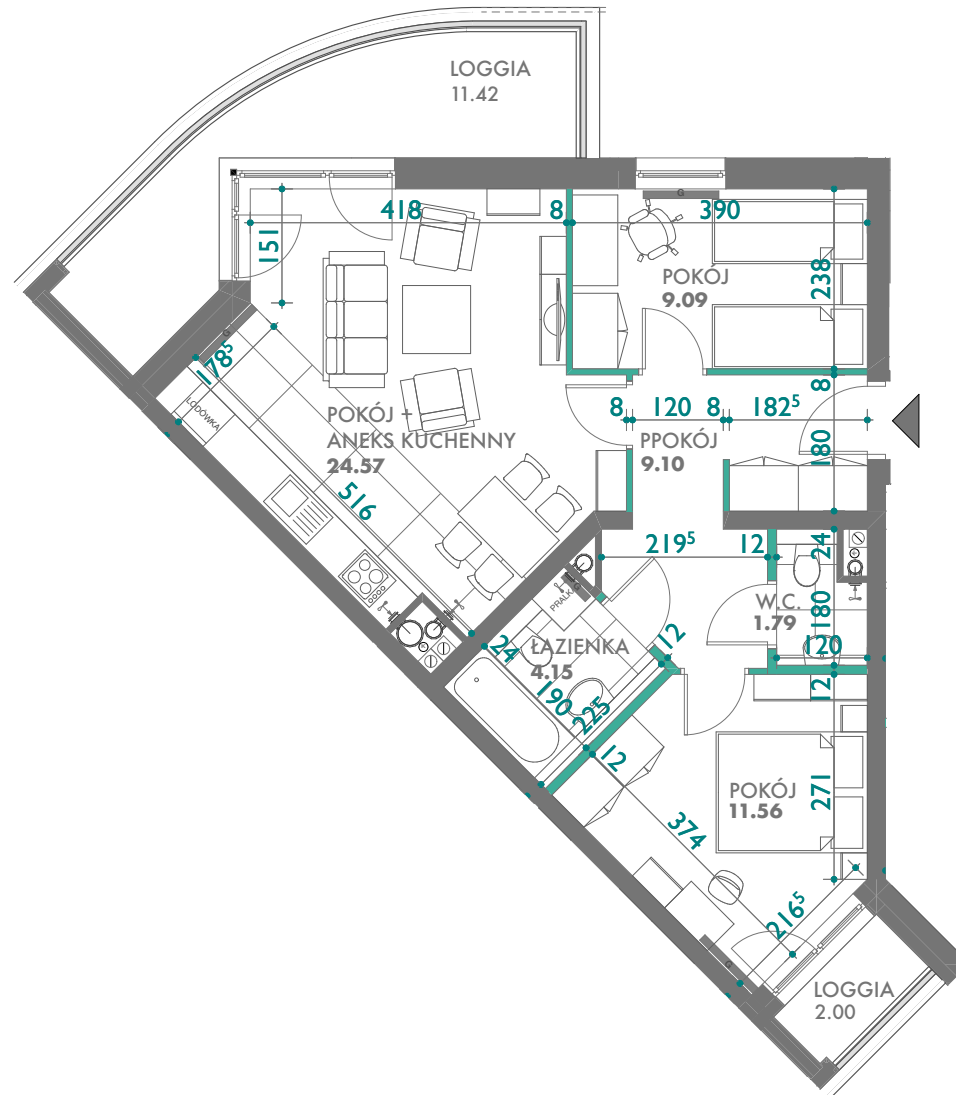 LOGGIA
11.42
G
418
8
390
151
POKÓJ
9.09
238
G
178⁵
LODÓWKA
POKÓJ +
ANEKS KUCHENNY
24.57
8
120
8
182⁵
8
PPOKÓJ
9.10
180
516
219⁵
12
24
G
PRALKA
W.C.
1.79
180
120
ŁAZIENKA
4.15
24
12
190
225
12
12
POKÓJ
11.56
271
374
216⁵
G
LOGGIA
2.00